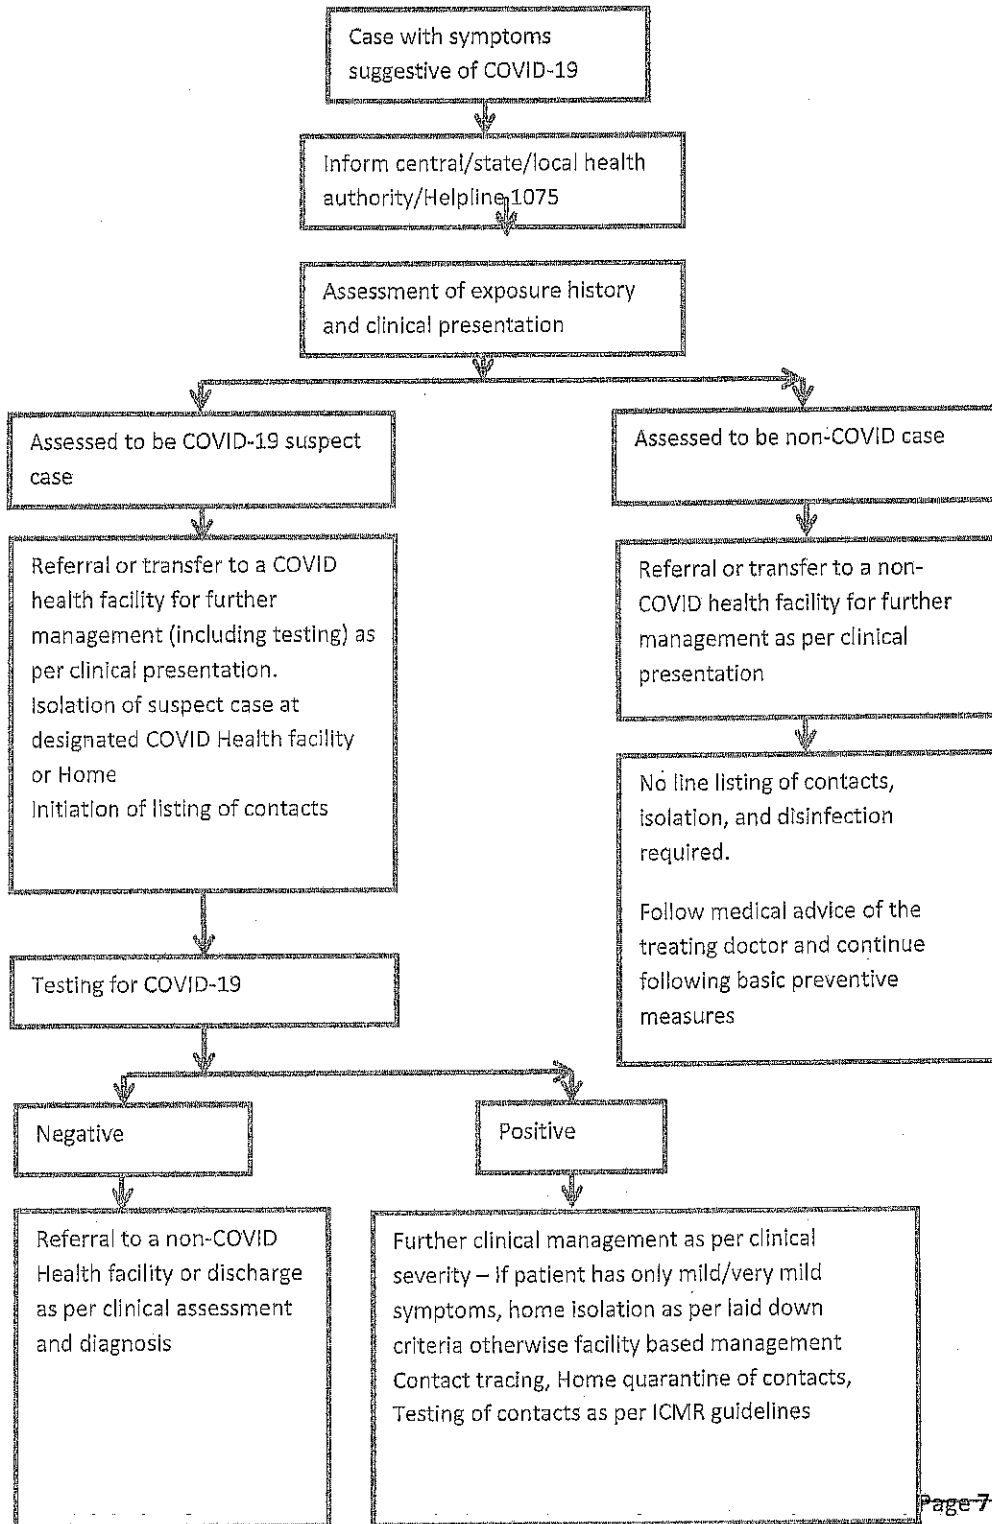 Case with symptoms
suggestive of COVID-19
Inform central/state/local health
authority/Helpline 1075
Assessment of exposure history
and clinical presentation
Assessed to be COVID-19 suspect
case
Assessed to be non-COVID case
Referral or transfer to a COVID
health facility for further
management (including testing) as
per clinical presentation.
Isolation of suspect case at
designated COVID Health facility
or Home
Initiation of listing of contacts
Referral or transfer to a non-
COVID health facility for further
management as per clinical
presentation
No line listing of contacts,
isolation, and disinfection
required.
Follow medical advice of the
treating doctor and continue
following basic preventive
measures
Testing for COVID-19
Negative
Positive
Referral to a non-COVID
Health facility or discharge
as per clinical assessment
and diagnosis
Further clinical management as per clinical
severity – if patient has only mild/very mild
symptoms, home isolation as per laid down
criteria otherwise facility based management
Contact tracing, Home quarantine of contacts,
Testing of contacts as per ICMR guidelines
Page 7